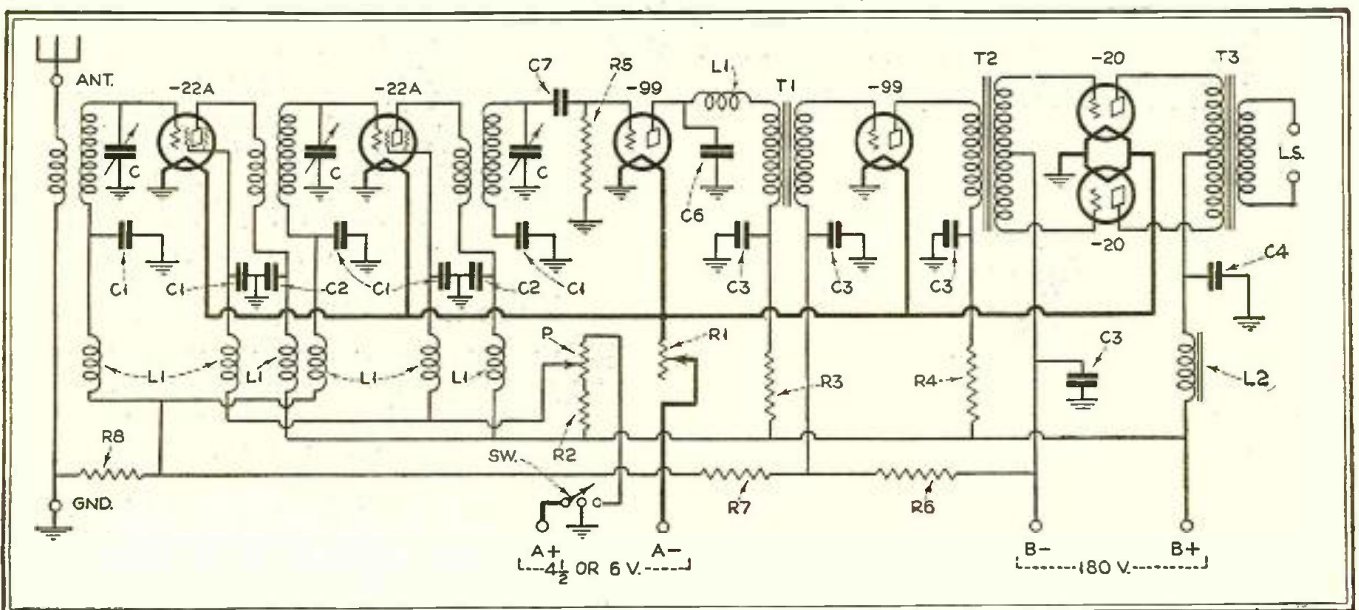 ANT.
-22A
-22A
C7
R5
-99
L1
T1
-99
T2
-20
T3
C
C
C
C6
L.S.
C1
C1
C2
C1
C2
C1
C3
C3
C3
-20
C4
P
R1
C3
L1
L1
L1
L1
R3
R4
L2
R8
R2
SW.
GND.
R7
R6
A+
A-
B-
B+
4½ OR 6 V.
180 V.